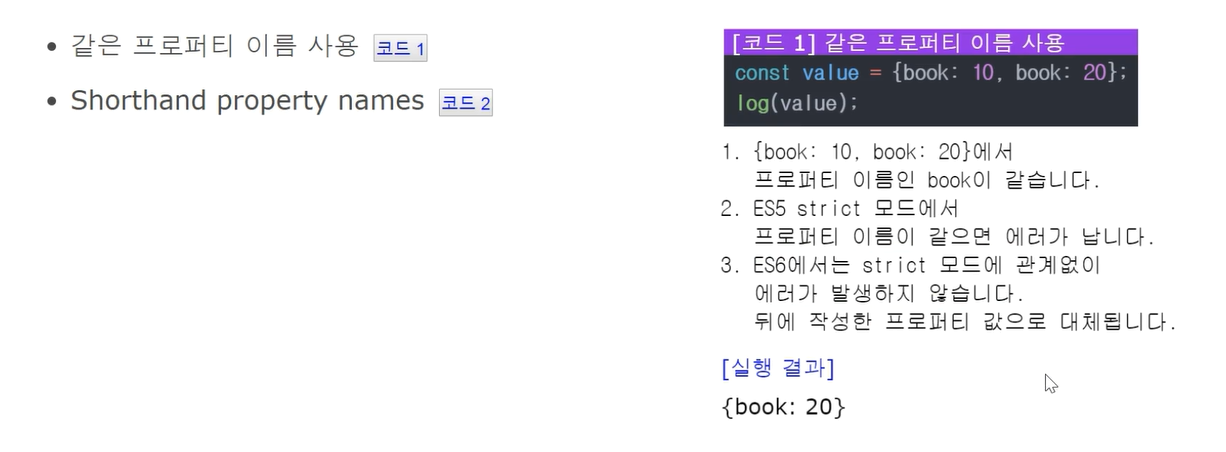 • 같은 프로퍼티 이름 사용 코드 1
• Shorthand property names 코드 2
[코드 1] 같은 프로퍼티 이름 사용
const value = {book: 10, book: 20};
log(value);
1. {book: 10, book: 20}에서
프로퍼티 이름인 book이 같습니다.
2. ES5 strict 모드에서
프로퍼티 이름이 같으면 에러가 납니다.
3. ES6에서는 strict 모드에 관계없이
에러가 발생하지 않습니다.
뒤에 작성한 프로퍼티 값으로 대체됩니다.
[실행 결과]
{book: 20}